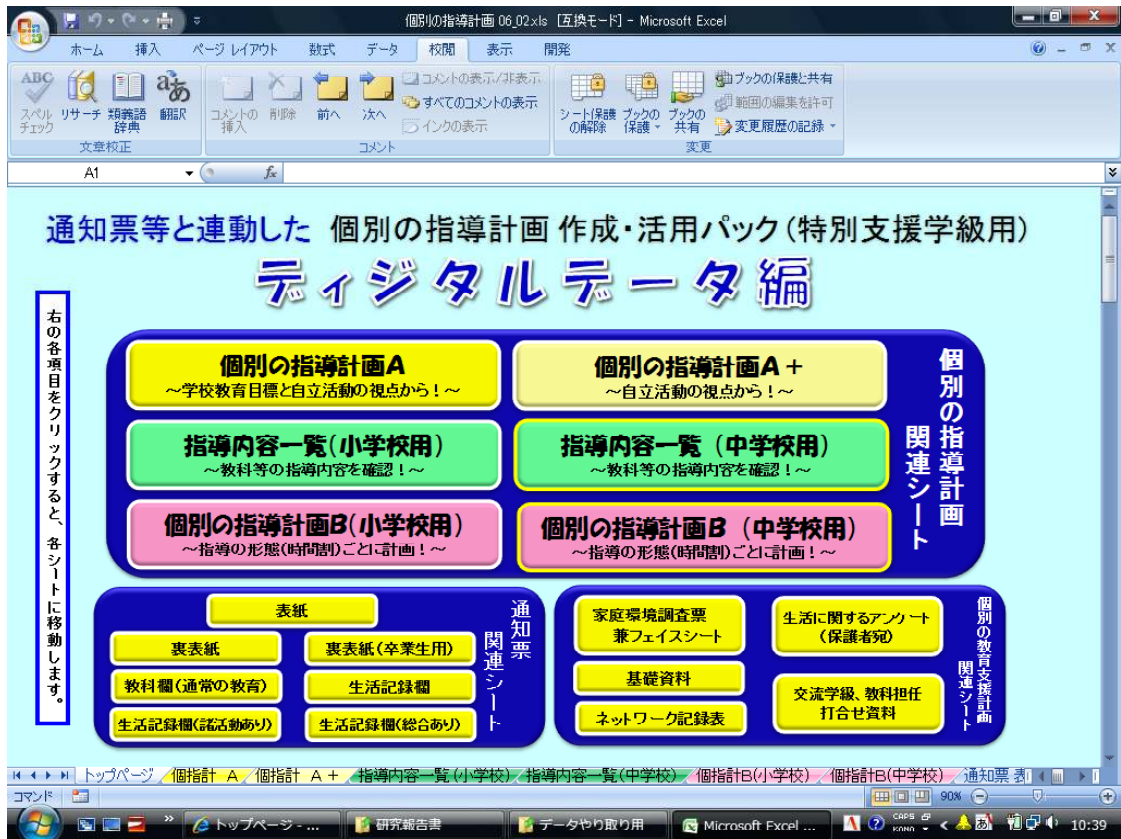 個別の指導計画 06_02.xls [互換モード] - Microsoft Excel
ホーム 挿入 ページ レイアウト 数式 データ 校閲 表示 開発
ABC
スペル
チェック
リサーチ
類義語
辞典
あ
翻訳
文章校正
コメントの
挿入
削除
前へ
次へ
コメントの表示/非表示
すべてのコメントの表示
インクの表示
コメント
シート保護
の解除
ブックの
保護
ブックの
共有
ブックの保護と共有
範囲の編集を許可
変更履歴の記録
変更
A1
fx
通知票等と連動した 個別の指導計画 作成・活用パック(特別支援学級用)
ディジタルデータ編
右の各項目をクリックすると、各シートに移動します。
個別の指導計画A
～学校教育目標と自立活動の視点から！～
個別の指導計画A＋
～自立活動の視点から！～
指導内容一覧(小学校用)
～教科等の指導内容を確認！～
指導内容一覧（中学校用）
～教科等の指導内容を確認！～
個別の指導計画B(小学校用)
～指導の形態(時間割)ごとに計画！～
個別の指導計画B（中学校用）
～指導の形態(時間割)ごとに計画！～
個別の指導計画
関連シート
表紙
裏表紙
裏表紙(卒業生用)
教科欄(通常の教育)
生活記録欄
生活記録欄(諸活動あり)
生活記録欄(総合あり)
通知票
関連シート
家庭環境調査票
兼フェイスシート
生活に関するアンケート
(保護者宛)
基礎資料
交流学級、教科担任
打合せ資料
ネットワーク記録表
個別の教育支援計画
関連シート
トップページ 個指計 A 個指計 A + 指導内容一覧(小学校) 指導内容一覧(中学校) 個指計B(小学校) 個指計B(中学校) 通知票 表
コマンド
90%
トップページ - ... 研究報告書 データやり取り用 Microsoft Excel ...
A
CAPS
KANA
あ
10:39